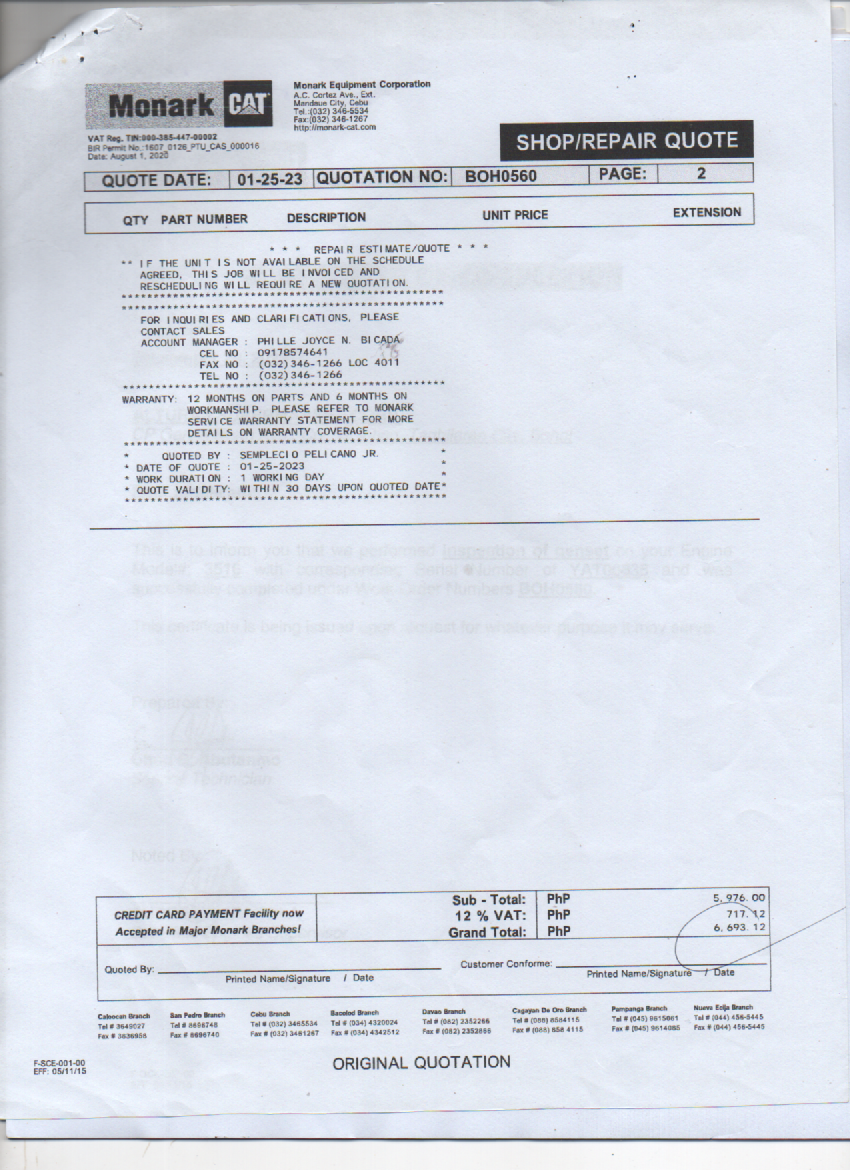 Monark CAT
Monark Equipment Corporation
A.C. Cortez Ave., Ext.
Mandaue City, Cebu
Tel.:(032) 346-5534
Fax:(032) 346-1267
http://monark-cat.com
VAT Reg. TIN:000-385-447-00002
BIR Permit No.:1607_0126_PTU_CAS_000016
Date: August 1, 2020
SHOP/REPAIR QUOTE
QUOTE DATE: 01-25-23 QUOTATION NO: BOH0560 PAGE: 2
QTY PART NUMBER DESCRIPTION UNIT PRICE EXTENSION
* * * REPAIR ESTIMATE/QUOTE * * *
** IF THE UNIT IS NOT AVAILABLE ON THE SCHEDULE
AGREED, THIS JOB WILL BE INVOICED AND
RESCHEDULING WILL REQUIRE A NEW QUOTATION.
**************************************************
**************************************************
FOR INQUIRIES AND CLARIFICATIONS, PLEASE
CONTACT SALES
ACCOUNT MANAGER : PHILLE JOYCE N. BICADA
CEL NO : 09178574641
FAX NO : (032)346-1266 LOC 4011
TEL NO : (032)346-1266
**************************************************
WARRANTY: 12 MONTHS ON PARTS AND 6 MONTHS ON
WORKMANSHIP. PLEASE REFER TO MONARK
SERVICE WARRANTY STATEMENT FOR MORE
DETAILS ON WARRANTY COVERAGE.
**************************************************
* QUOTED BY : SEMPLECIO PELICANO JR. *
* DATE OF QUOTE : 01-25-2023 *
* WORK DURATION : 1 WORKING DAY *
* QUOTE VALIDITY: WITHIN 30 DAYS UPON QUOTED DATE*
**************************************************
CREDIT CARD PAYMENT Facility now
Accepted in Major Monark Branches!
Sub - Total: PhP 5,976.00
12 % VAT: PhP 717.12
Grand Total: PhP 6,693.12
Quoted By:
Printed Name/Signature / Date
Customer Conforme:
Printed Name/Signature / Date
Caloocan Branch
Tel # 3649027
Fax # 3636956
San Pedro Branch
Tel # 8696748
Fax # 8696740
Cebu Branch
Tel # (032) 3465534
Fax # (032) 3461267
Bacolod Branch
Tel # (034) 4320024
Fax # (034) 4342512
Davao Branch
Tel # (082) 2352266
Fax # (082) 2353895
Cagayan De Oro Branch
Tel # (088) 8584115
Fax # (088) 858 4115
Pampanga Branch
Tel # (045) 9615661
Fax # (045) 9614085
Nueva Ecija Branch
Tel # (044) 456-5445
Fax # (044) 456-5445
F-SCE-001-00
EFF: 05/11/15
ORIGINAL QUOTATION